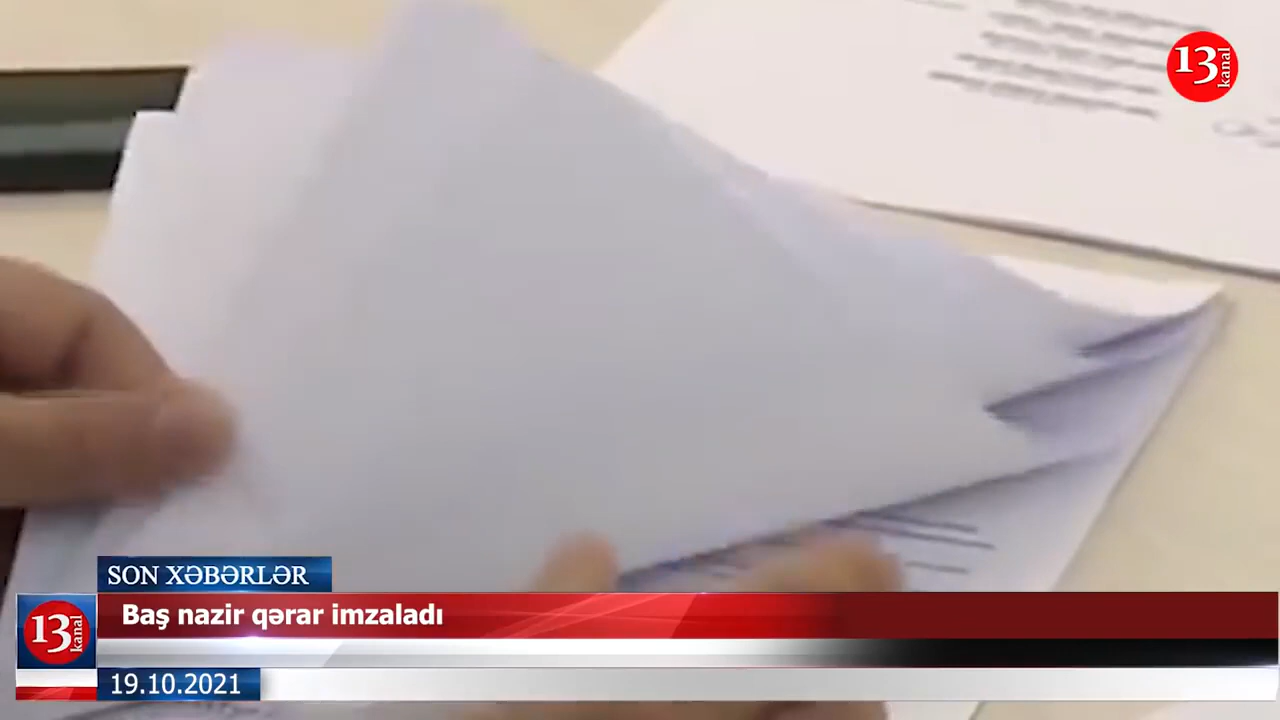 13
kanal
SON XƏBƏRLƏR
Baş nazir qərar imzaladı
13
kanal
19.10.2021